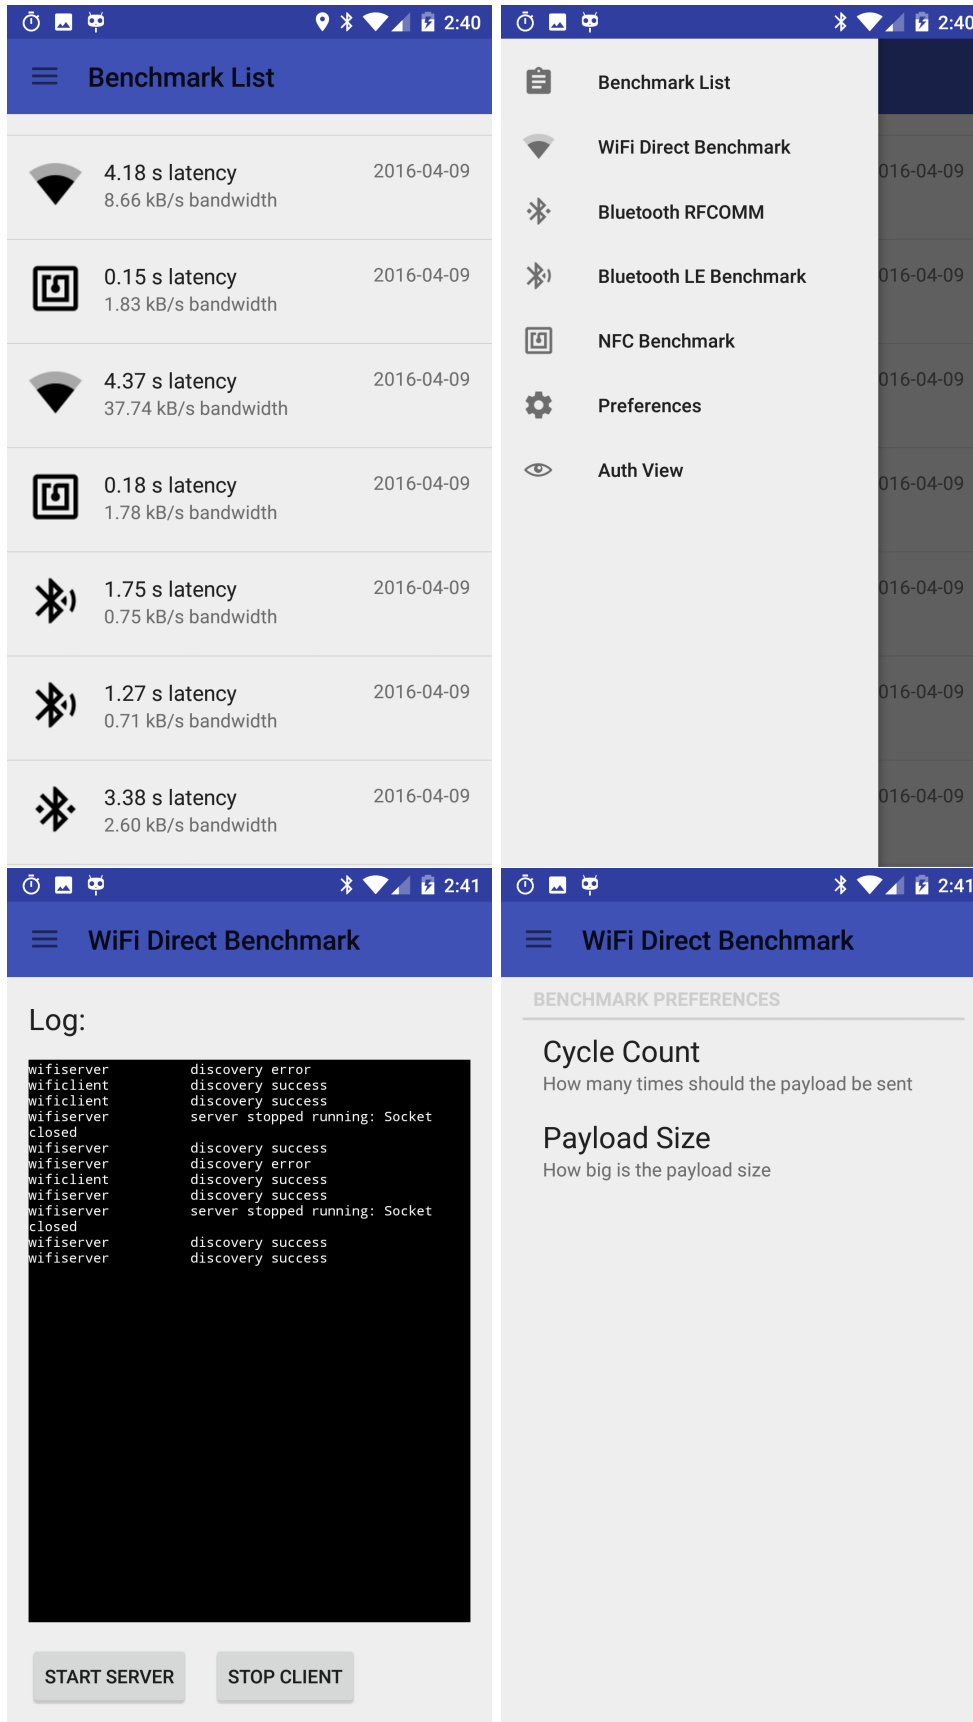 2:40
Benchmark List
4.18 s latency
2016-04-09
8.66 kB/s bandwidth
0.15 s latency
2016-04-09
1.83 kB/s bandwidth
4.37 s latency
2016-04-09
37.74 kB/s bandwidth
0.18 s latency
2016-04-09
1.78 kB/s bandwidth
1.75 s latency
2016-04-09
0.75 kB/s bandwidth
1.27 s latency
2016-04-09
0.71 kB/s bandwidth
3.38 s latency
2016-04-09
2.60 kB/s bandwidth
2:40
Benchmark List
WiFi Direct Benchmark
016-04-09
Bluetooth RFCOMM
Bluetooth LE Benchmark
016-04-09
NFC Benchmark
016-04-09
Preferences
Auth View
016-04-09
016-04-09
016-04-09
016-04-09
2:41
WiFi Direct Benchmark
Log:
wifiserver discovery error
wificlient discovery success
wificlient discovery success
wifiserver server stopped running: Socket
closed
wifiserver discovery success
wifiserver discovery error
wificlient discovery success
wifiserver discovery success
wifiserver server stopped running: Socket
closed
wifiserver discovery success
wifiserver discovery success
START SERVER
STOP CLIENT
2:41
WiFi Direct Benchmark
BENCHMARK PREFERENCES
Cycle Count
How many times should the payload be sent
Payload Size
How big is the payload size